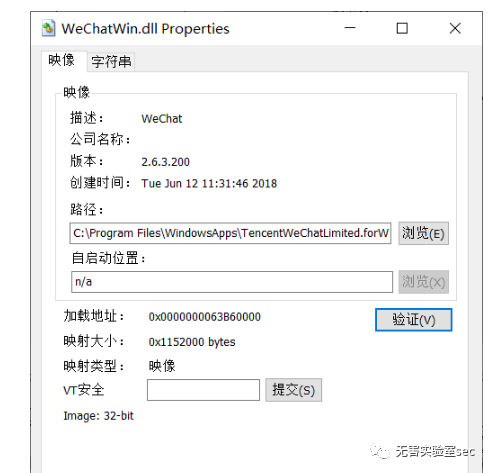 WeChatWin.dll Properties
映像 字符串
映像
描述： WeChat
公司名称：
版本： 2.6.3.200
创建时间： Tue Jun 12 11:31:46 2018
路径：
C:\Program Files\WindowsApps\TencentWeChatLimited.forW 浏览(E)
自启动位置：
n/a 浏览(X)
加载地址： 0x0000000063B60000 验证(V)
映射大小： 0x1152000 bytes
映射类型： 映像
VT安全 提交(S)
Image: 32-bit
无害实验室sec